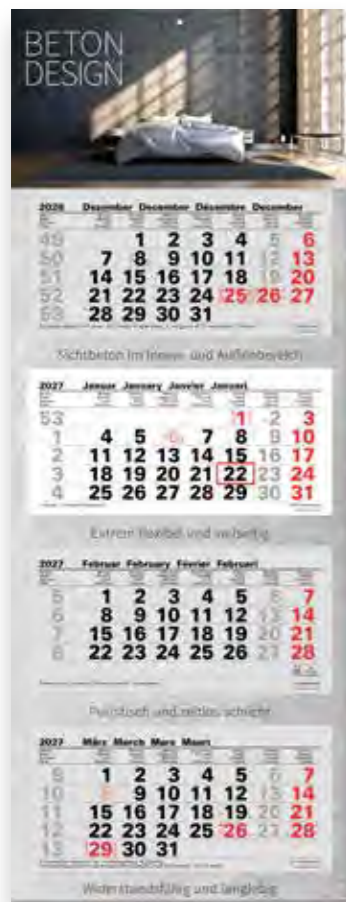 BETON
DESIGN
2026 Dezember December Décembre December
49 1 2 3 4 5 6
50 7 8 9 10 11 12 13
51 14 15 16 17 18 19 20
52 21 22 23 24 25 26 27
53 28 29 30 31
Sichtbeton im Innen- und Außenbereich
2027 Januar January Janvier Januari
53 1 2 3
1 4 5 6 7 8 9 10
2 11 12 13 14 15 16 17
3 18 19 20 21 22 23 24
4 25 26 27 28 29 30 31
Extrem flexibel und vielseitig
2027 Februar February Février Februari
5 1 2 3 4 5 6 7
6 8 9 10 11 12 13 14
7 15 16 17 18 19 20 21
8 22 23 24 25 26 27 28
Puristisch und zeitlos schlicht
2027 März March Mars Maart
9 1 2 3 4 5 6 7
10 8 9 10 11 12 13 14
11 15 16 17 18 19 20 21
12 22 23 24 25 26 27 28
13 29 30 31
Widerstandsfähig und langlebig